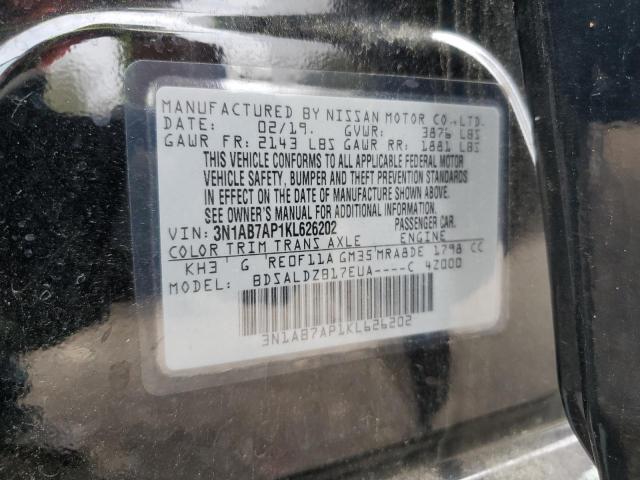 MANUFACTURED BY NISSAN MOTOR CO.,LTD.
DATE: 02/19. GVWR: 3876 LBS
GAWR FR: 2143 LBS GAWR RR: 1881 LBS
THIS VEHICLE CONFORMS TO ALL APPLICABLE FEDERAL MOTOR
VEHICLE SAFETY, BUMPER AND THEFT PREVENTION STANDARDS
IN EFFECT ON THE DATE OF MANUFACTURE SHOWN ABOVE.
SEE OWNER'S MANUAL FOR ADDITIONAL INFORMATION.
VIN: 3N1AB7AP1KL626202 PASSENGER CAR.
COLOR TRIM TRANS AXLE ENGINE
KH3 G RE0F11A GM35 MRA8DE 1798 CC
MODEL: BDSALDZB17EUA----C 42000
3N1AB7AP1KL626202